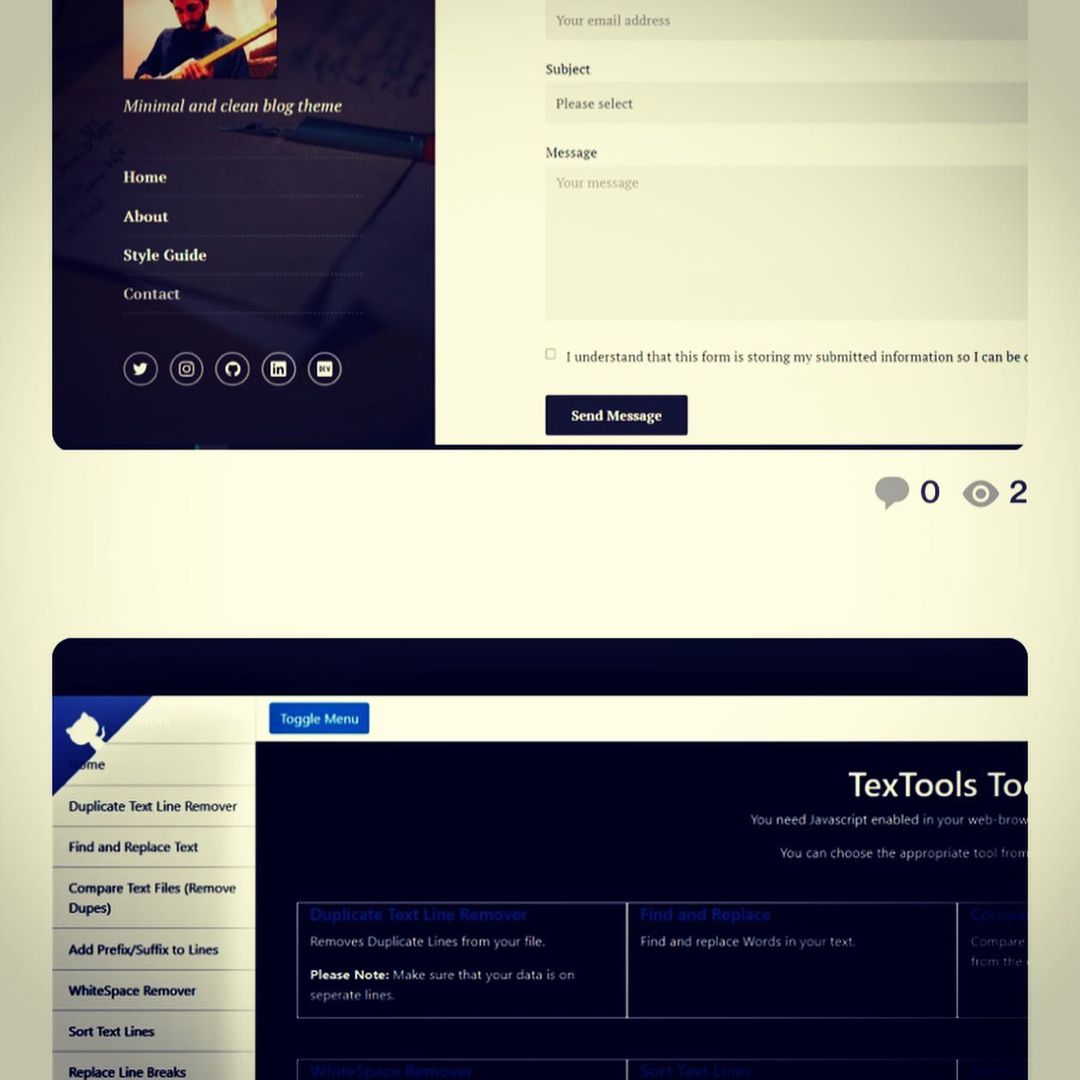 Your email address
Subject
Please select
Minimal and clean blog theme
Message
Your message
Home
About
Style Guide
Contact
I understand that this form is storing my submitted information so I can be
DEV
Send Message
0 2
Toggle Menu
Home
TexTools
You need Javascript enabled in your
Duplicate Text Line Remover
Find and Replace Text
You can choose the appropriate tool from
Compare Text Files (Remove
Dupes)
Duplicate Text Line Remover
Find and Replace
Removes Duplicate Lines from your file.
Find and replace Words in your text.
Compare
Add Prefix/Suffix to Lines
from the
Please Note: Make sure that your data is on
seperate lines.
WhiteSpace Remover
Sort Text Lines
Replace Line Breaks
WhiteSpace Remover
Sort Text Lines